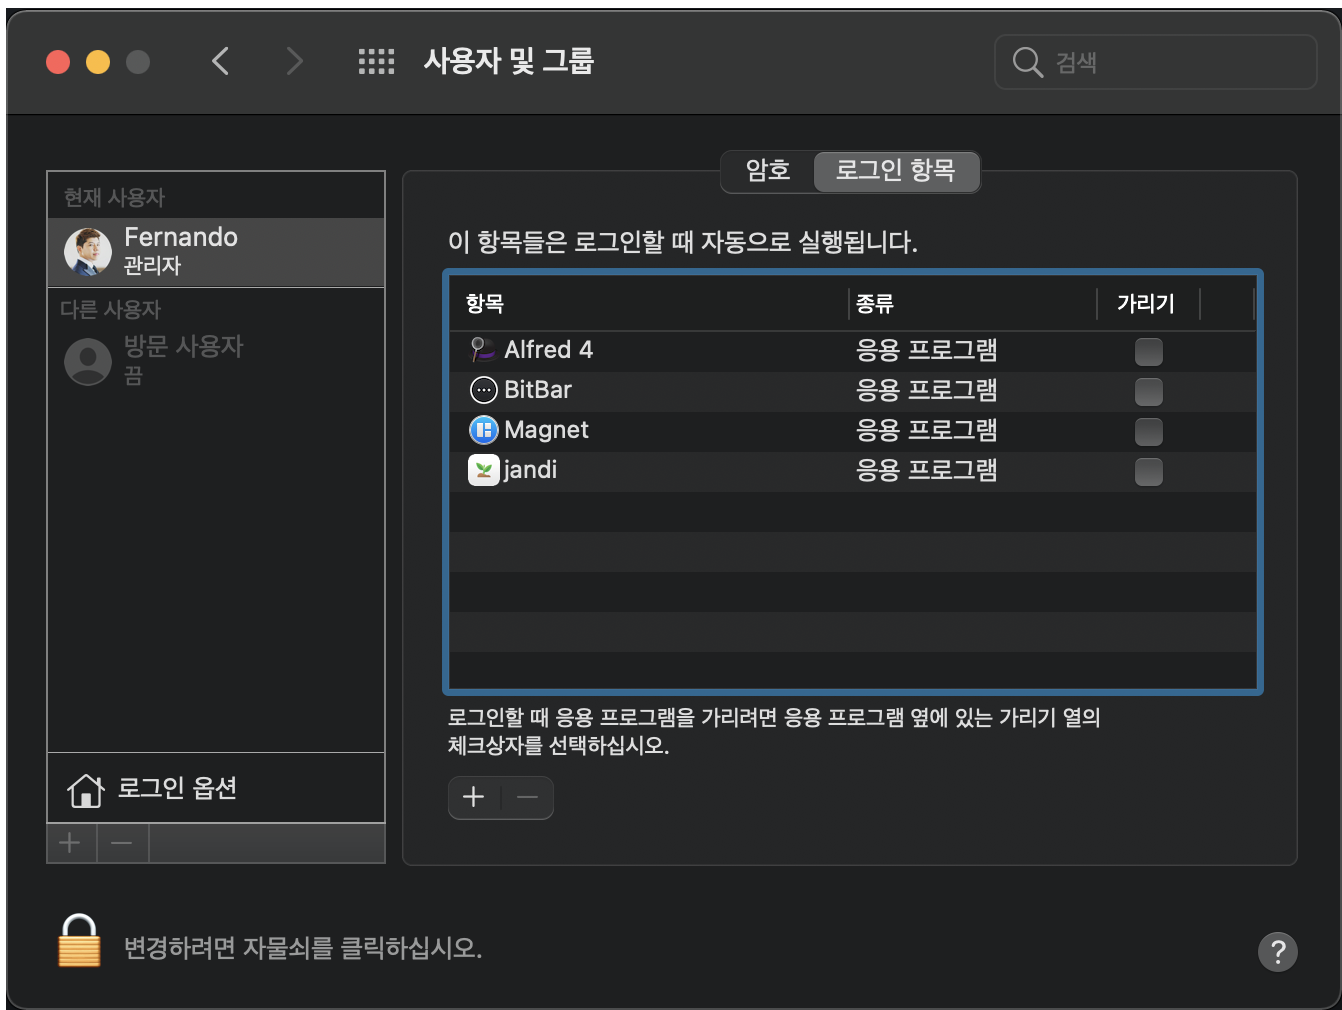 사용자 및 그룹
검색
현재 사용자
Fernando
관리자
다른 사용자
방문 사용자
끔
로그인 옵션
암호
로그인 항목
이 항목들은 로그인할 때 자동으로 실행됩니다.
항목 종류 가리기
Alfred 4 응용 프로그램
BitBar 응용 프로그램
Magnet 응용 프로그램
jandi 응용 프로그램
로그인할 때 응용 프로그램을 가리려면 응용 프로그램 옆에 있는 가리기 열의
체크상자를 선택하십시오.
변경하려면 자물쇠를 클릭하십시오.
?